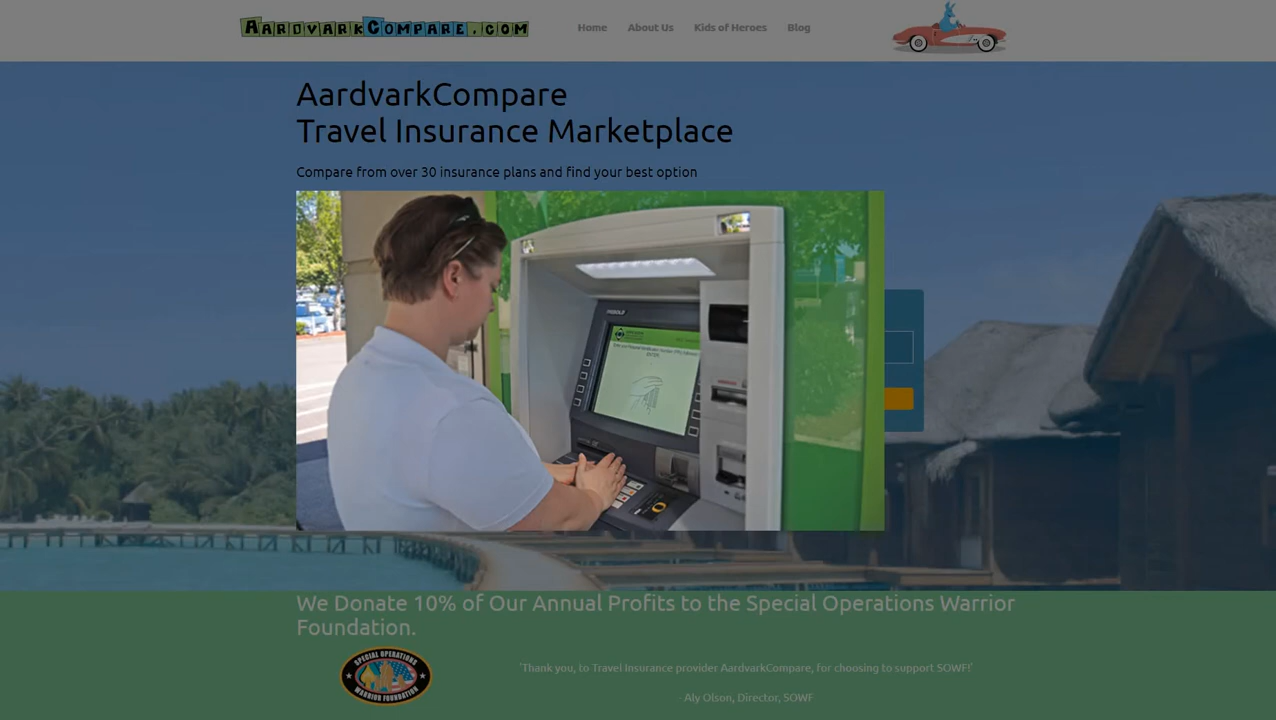 AARDVARKCOMPARE.COM
Home About Us Kids of Heroes Blog
AardvarkCompare
Travel Insurance Marketplace
Compare from over 30 insurance plans and find your best option
DIEBOLD
We Donate 10% of Our Annual Profits to the Special Operations Warrior
Foundation.
SPECIAL OPERATIONS
WARRIOR FOUNDATION
'Thank you, to Travel Insurance provider AardvarkCompare, for choosing to support SOWF!'
- Aly Olson, Director, SOWF